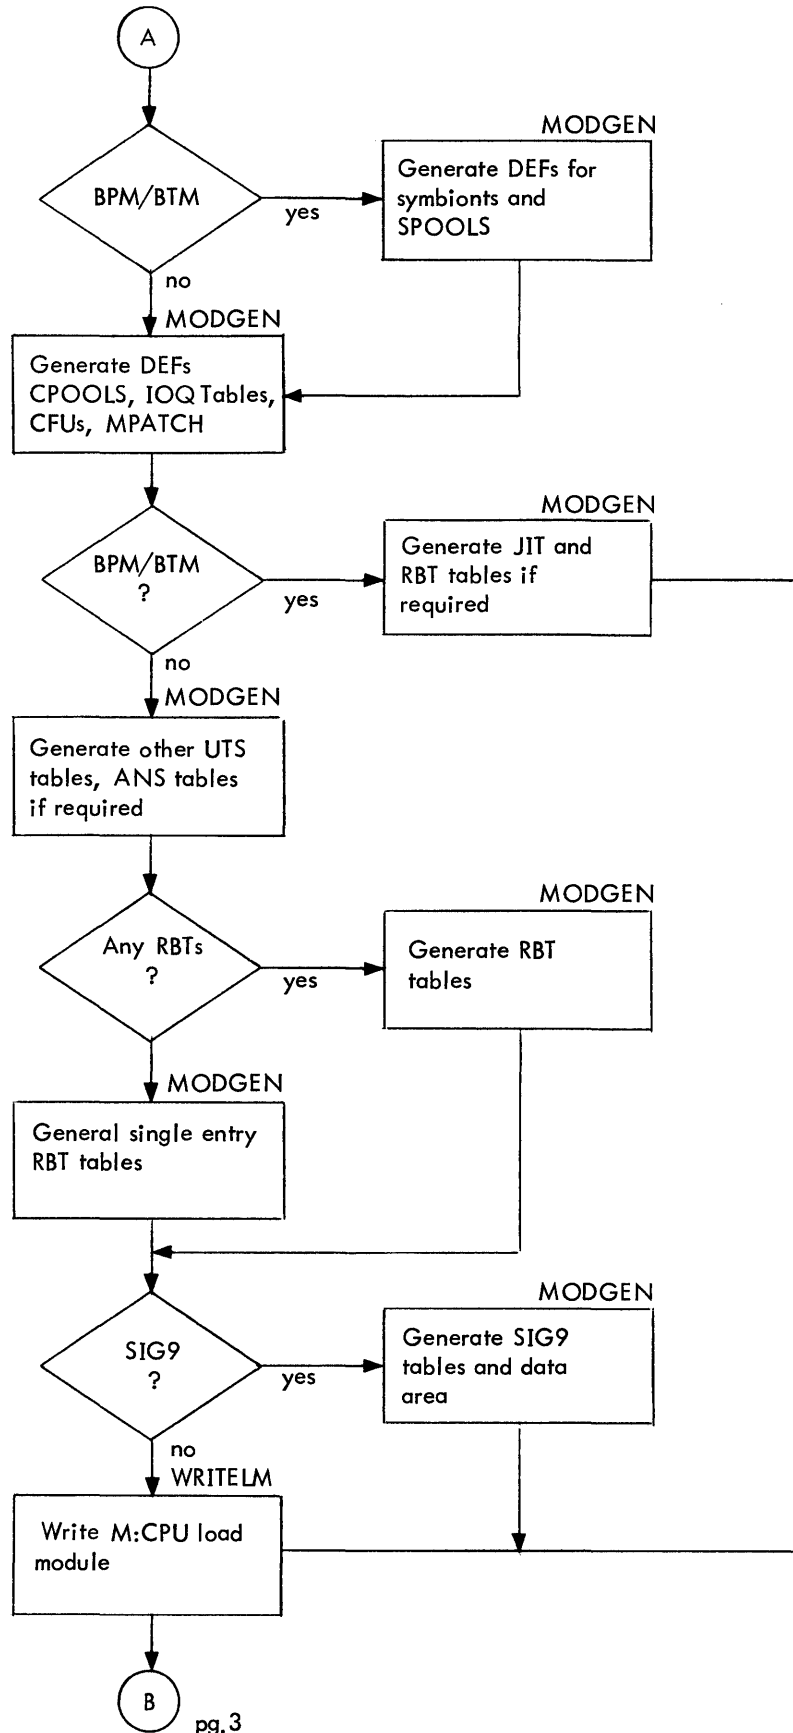 A
MODGEN
BPM/BTM
yes
Generate DEFs for
symbionts and
SPOOLS
no
MODGEN
Generate DEFs
CPOOLS, IOQ Tables,
CFUs, MPATCH
MODGEN
BPM/BTM
?
yes
Generate JIT and
RBT tables if
required
no
MODGEN
Generate other UTS
tables, ANS tables
if required
MODGEN
Any RBTs
?
yes
Generate RBT
tables
MODGEN
General single entry
RBT tables
MODGEN
SIG9
?
yes
Generate SIG9
tables and data
area
no
WRITELM
Write M:CPU load
module
B
pg.3